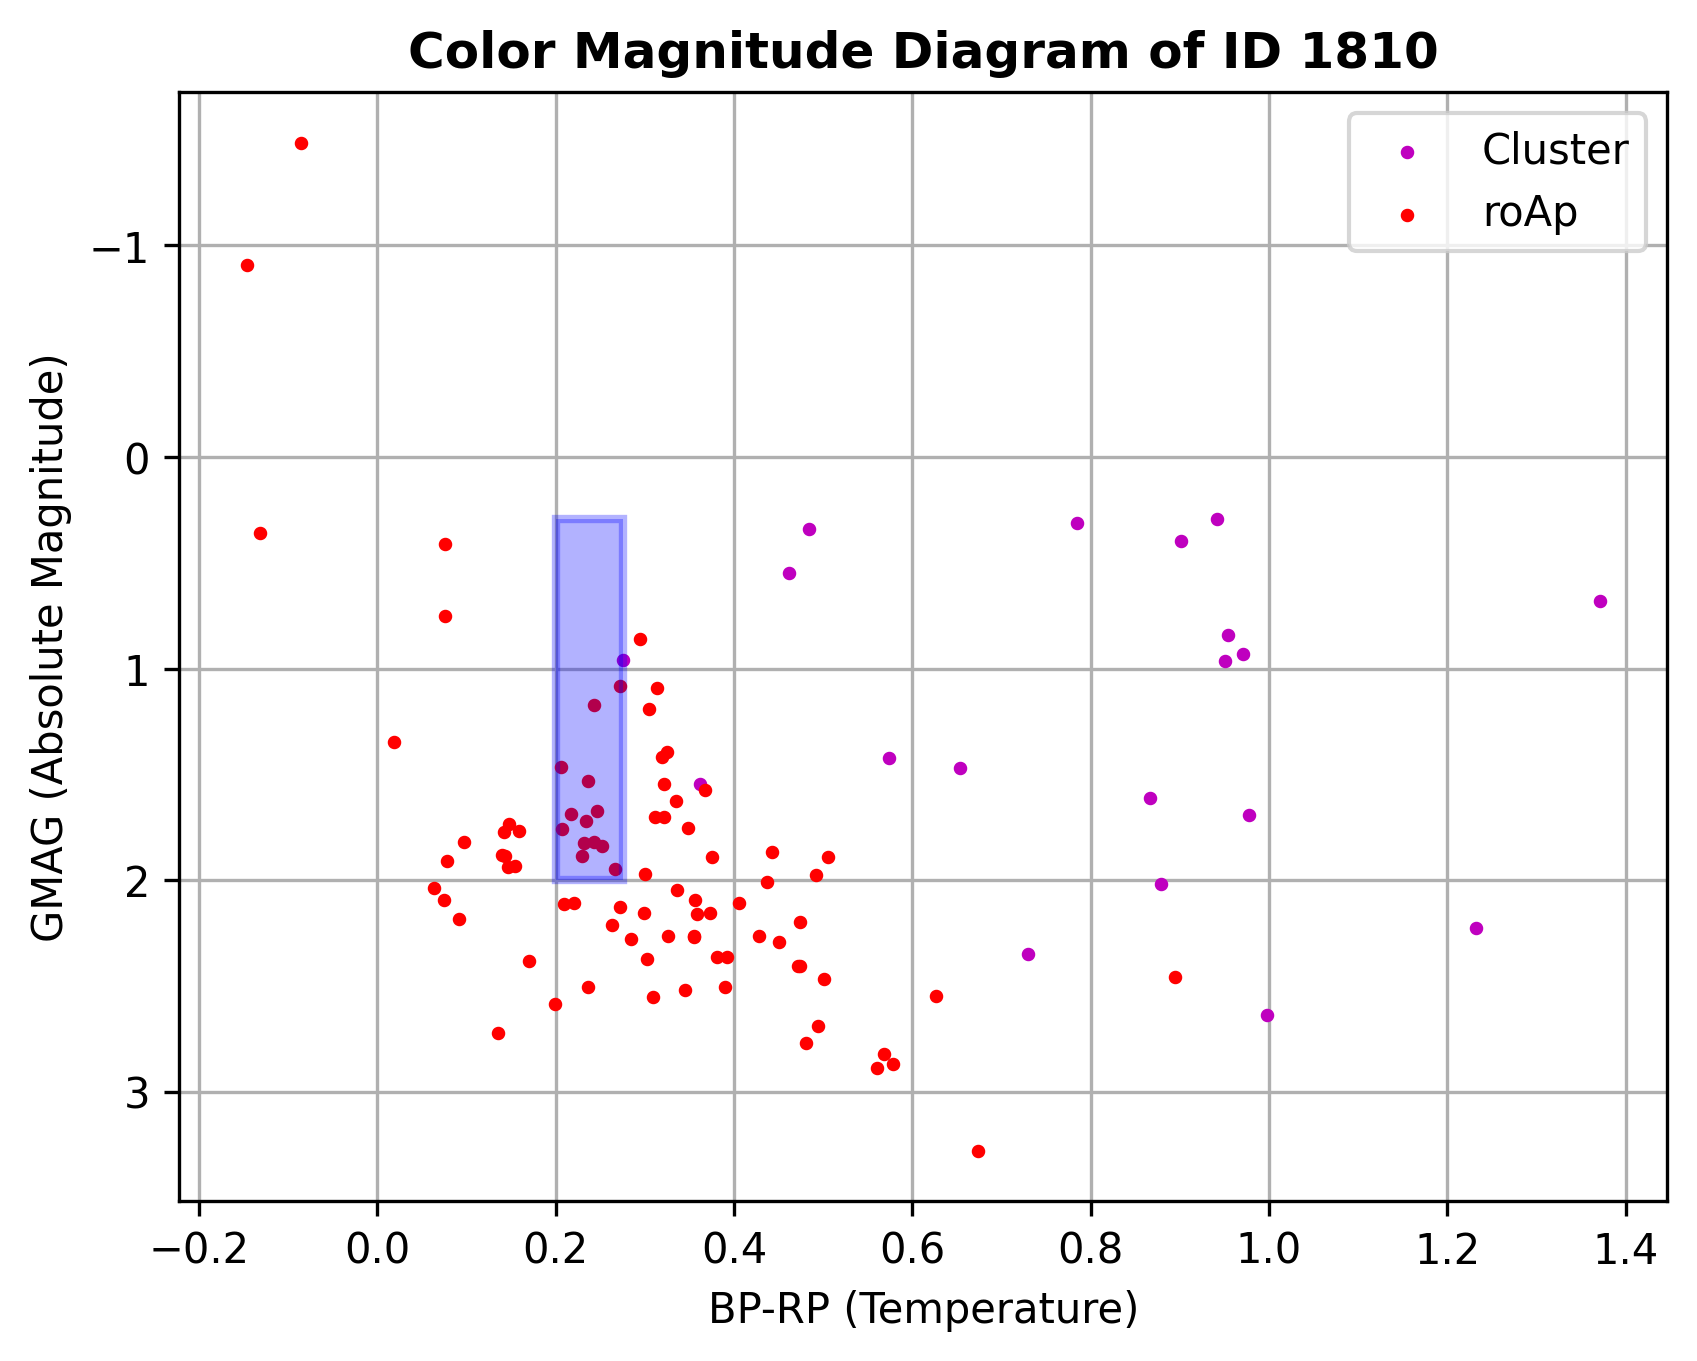 Color Magnitude Diagram of ID 1810
Cluster
roAp
GMAG (Absolute Magnitude)
−1
0
1
2
3
−0.2 0.0 0.2 0.4 0.6 0.8 1.0 1.2 1.4
BP-RP (Temperature)